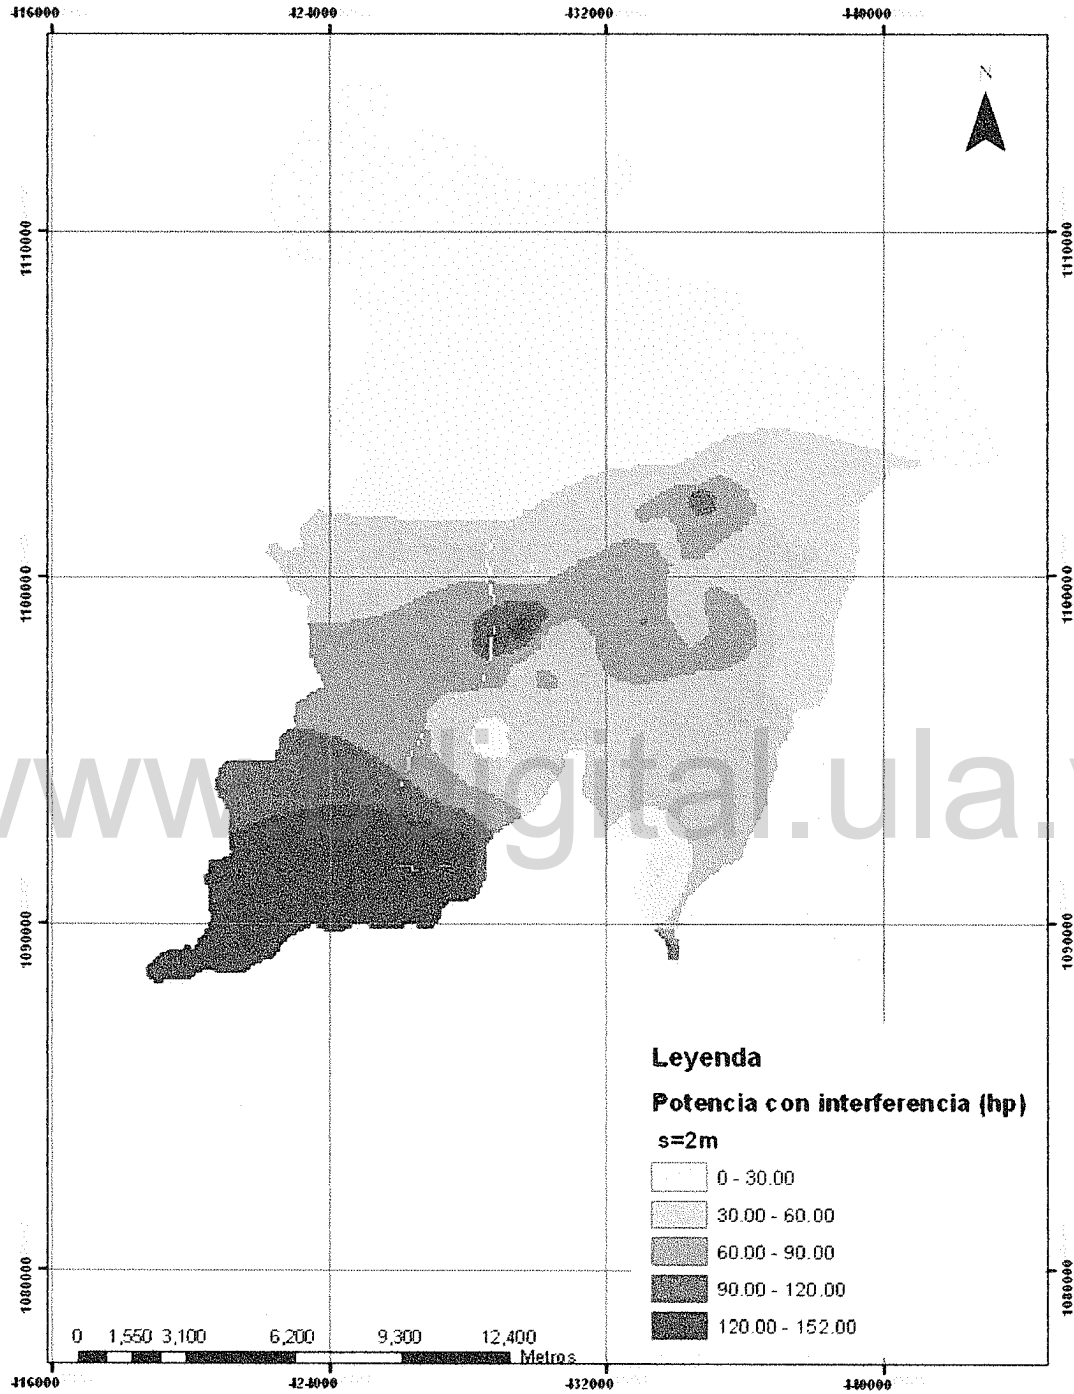 416000 424000 432000 440000
N
1110000 1110000
1100000 1100000
www.digital.ula.v
1090000 1090000
Leyenda
Potencia con interferencia (hp)
s=2m
0 - 30.00
30.00 - 60.00
60.00 - 90.00
90.00 - 120.00
120.00 - 152.00
1080000 1080000
0 1,550 3,100 6,200 9,300 12,400
Metros
416000 424000 432000 440000